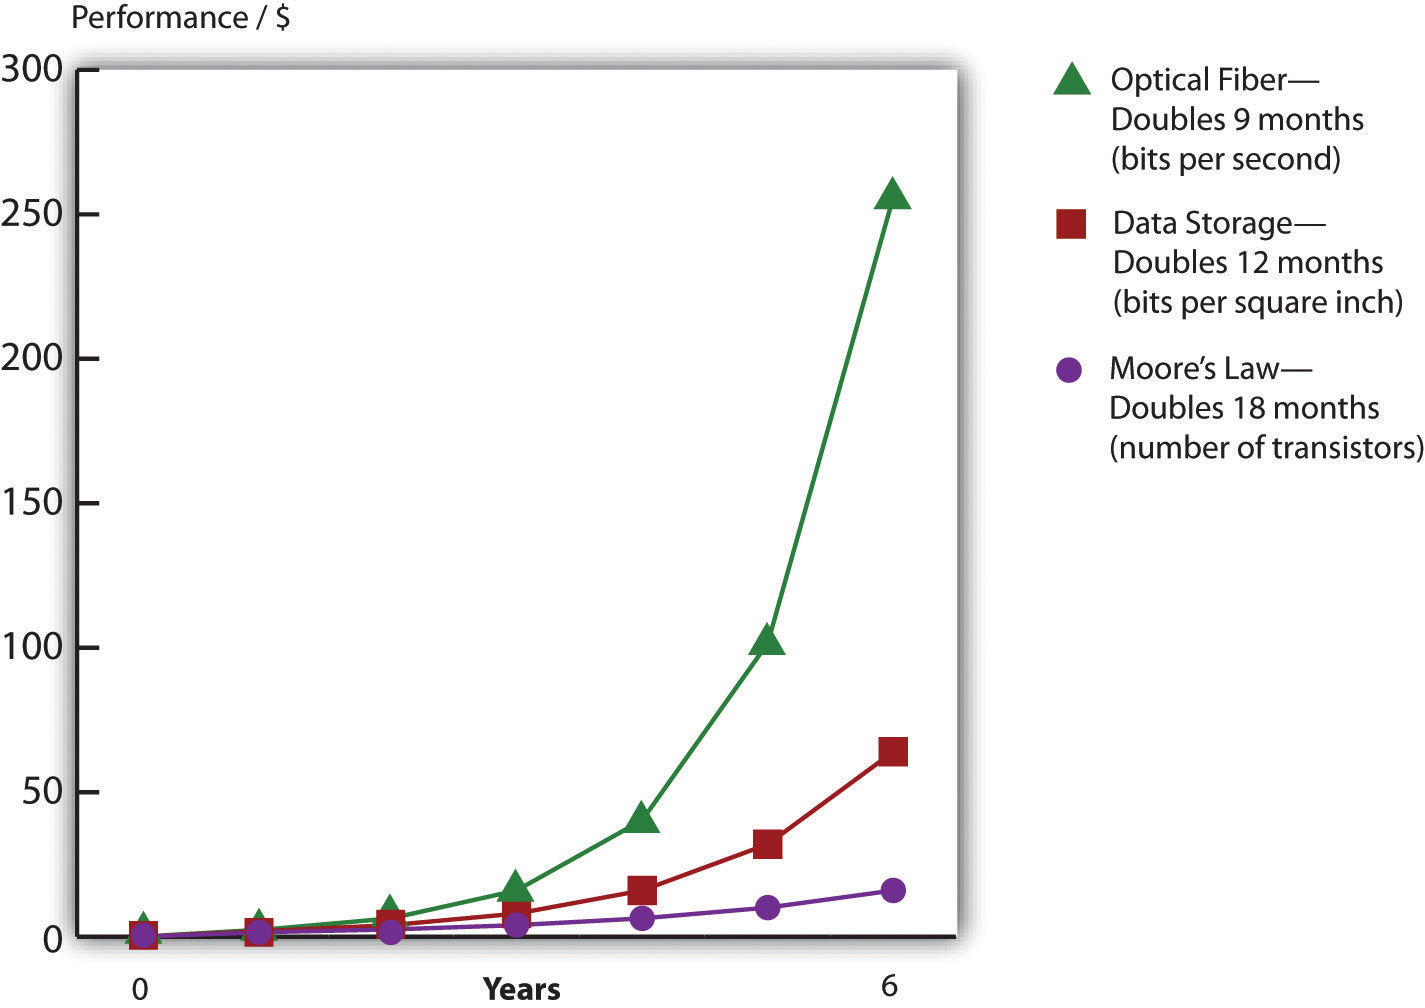 Performance / $
300
250
200
150
100
50
0
0
Years
6
Optical Fiber—
Doubles 9 months
(bits per second)
Data Storage—
Doubles 12 months
(bits per square inch)
Moore’s Law—
Doubles 18 months
(number of transistors)